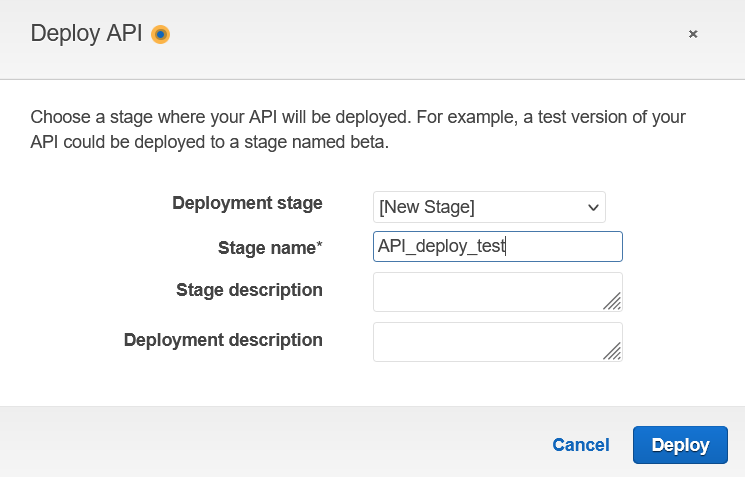 Deploy API
×
Choose a stage where your API will be deployed. For example, a test version of your
API could be deployed to a stage named beta.
Deployment stage [New Stage]
Stage name* API_deploy_test
Stage description
Deployment description
Cancel Deploy